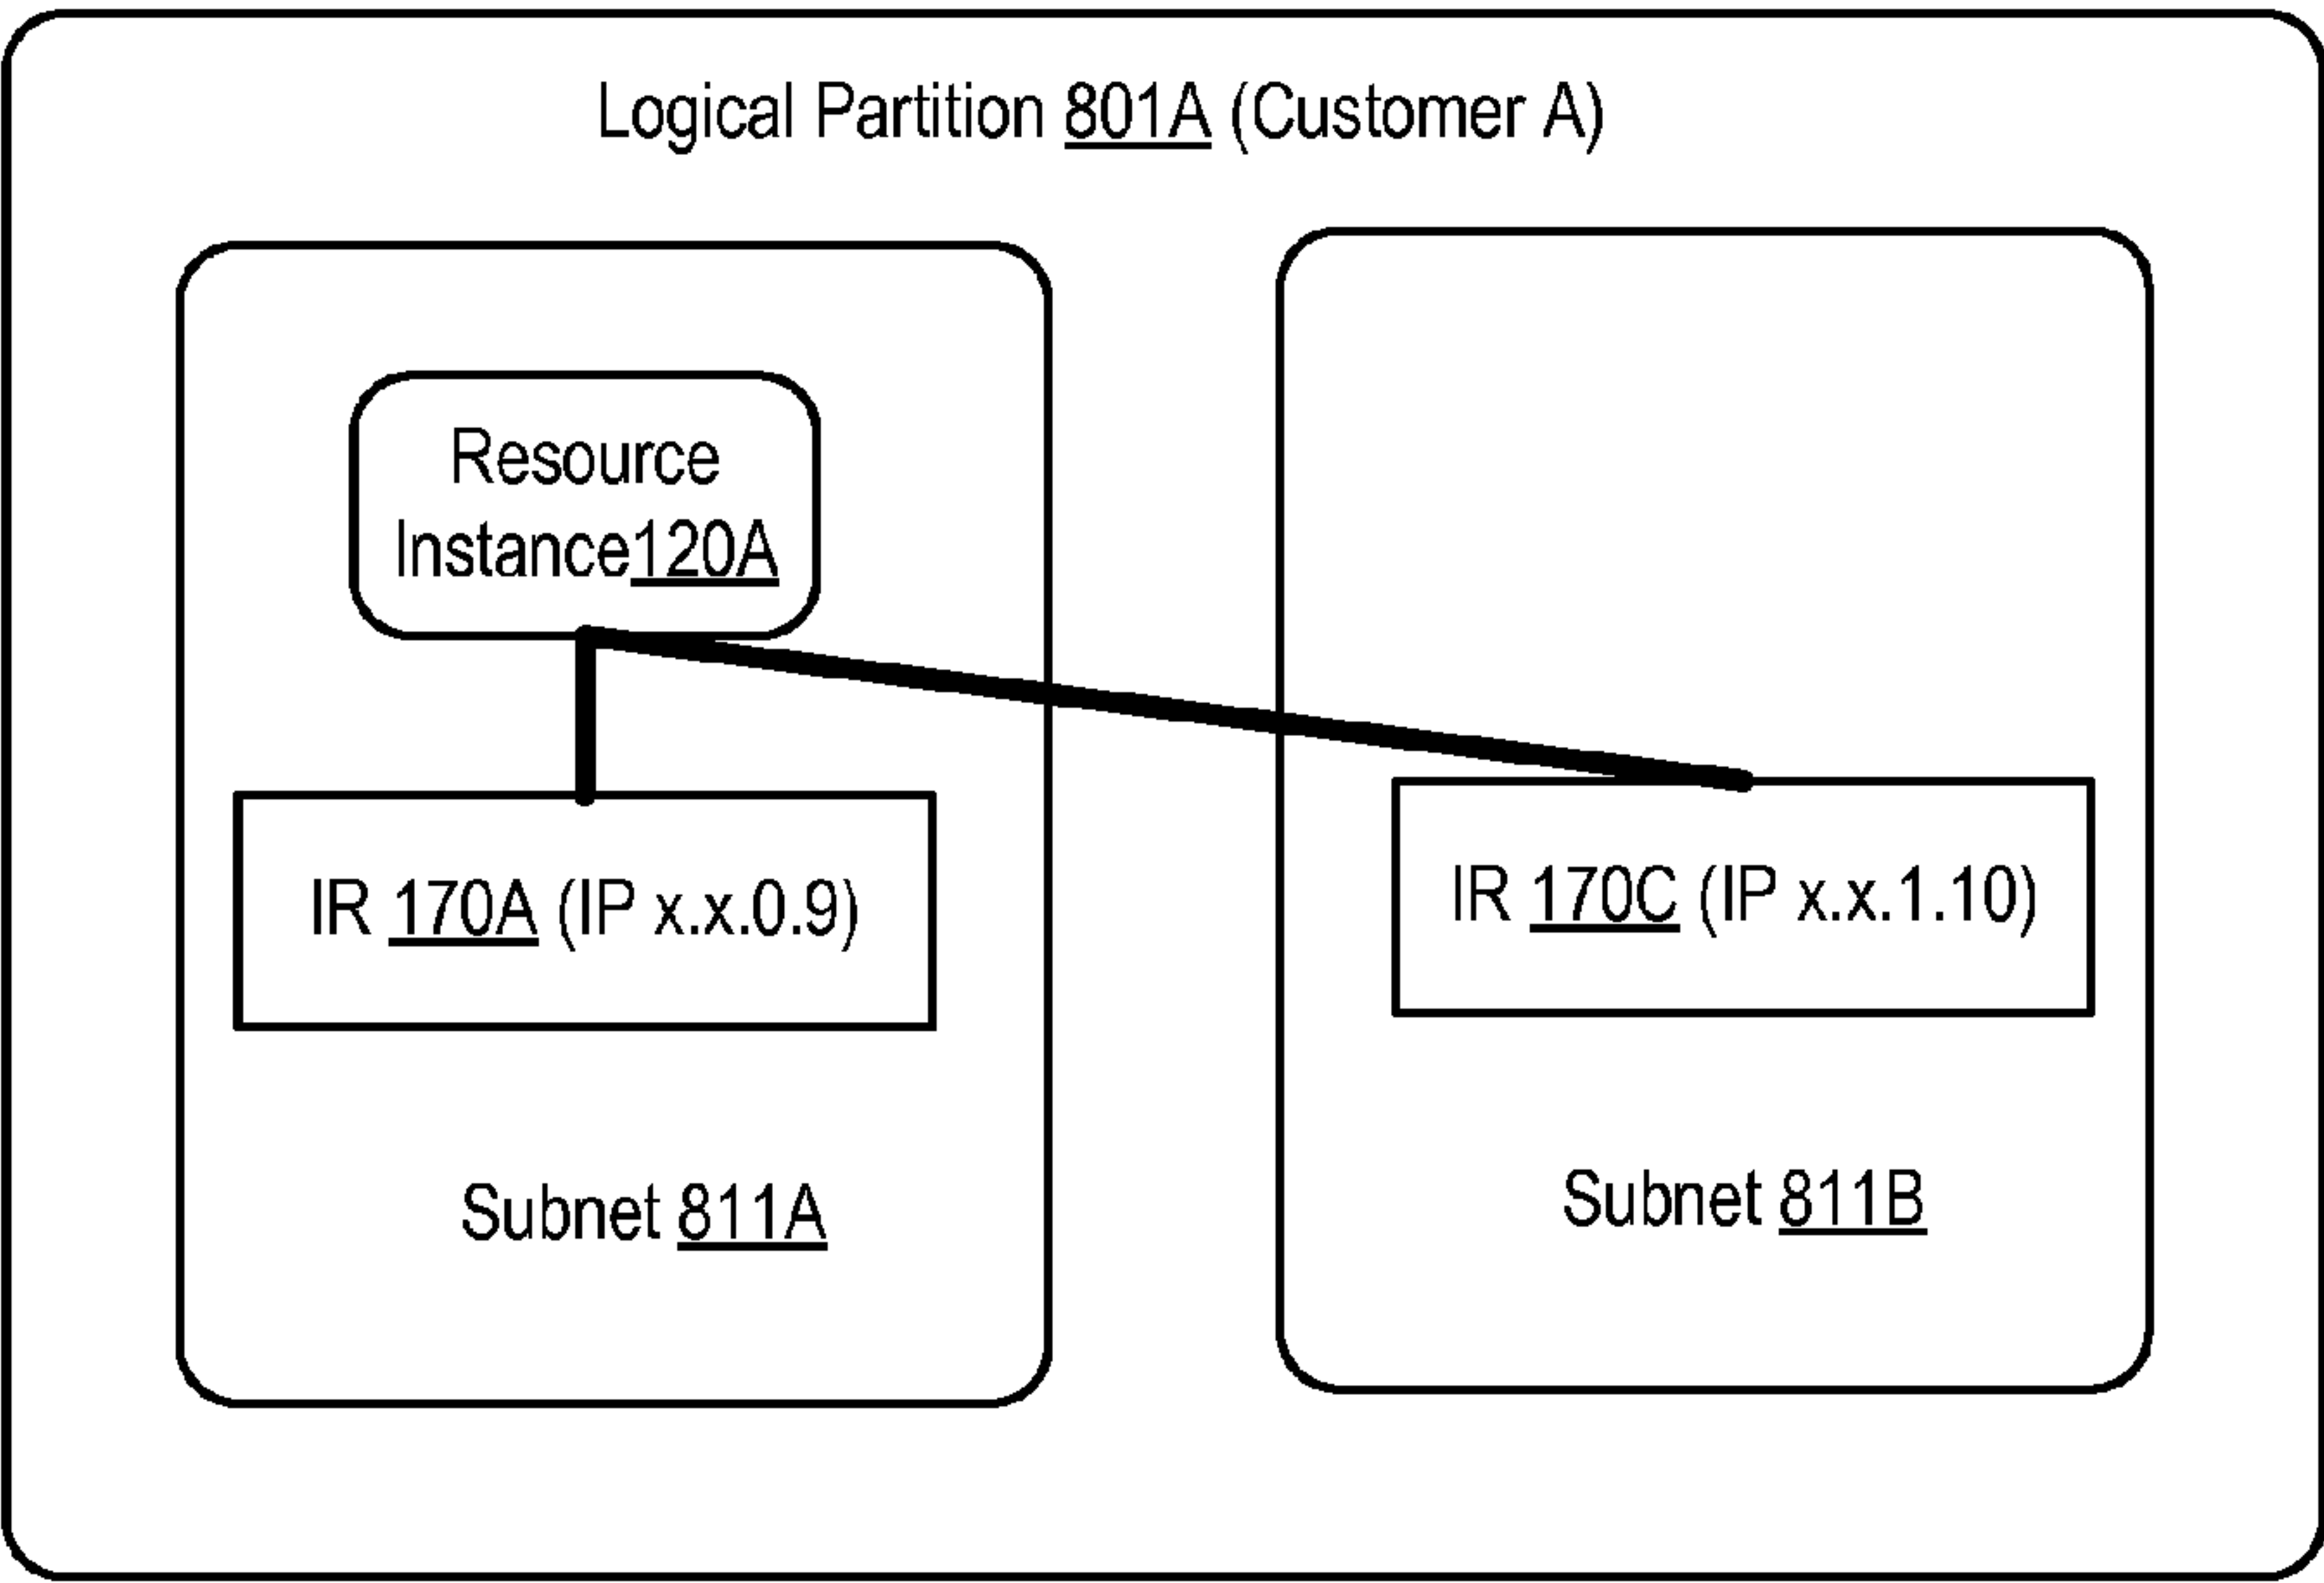 Logical Partition 801A (Customer A)
Resource
Instance120A
IR 170A (IP x.x.0.9)
IR 170C (IP x.x.1.10)
Subnet 811A
Subnet 811B